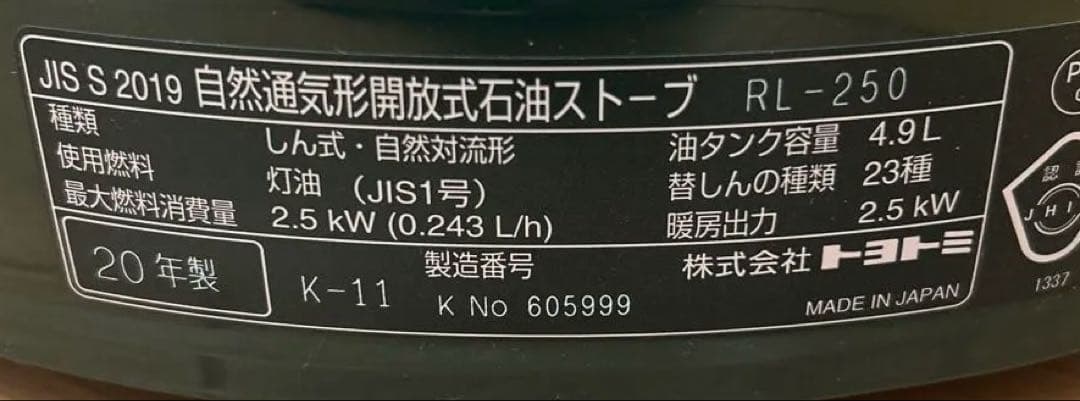 JIS S 2019 自然通気形開放式石油ストーブ RL-250
種類 しん式・自然対流形
使用燃料 灯油 (JIS1号)
最大燃料消費量 2.5 kW (0.243 L/h)
油タンク容量 4.9L
替しんの種類 23種
暖房出力 2.5 kW
20年製
K-11
製造番号
K No 605999
株式会社トヨトミ
MADE IN JAPAN
認
JHI
1337